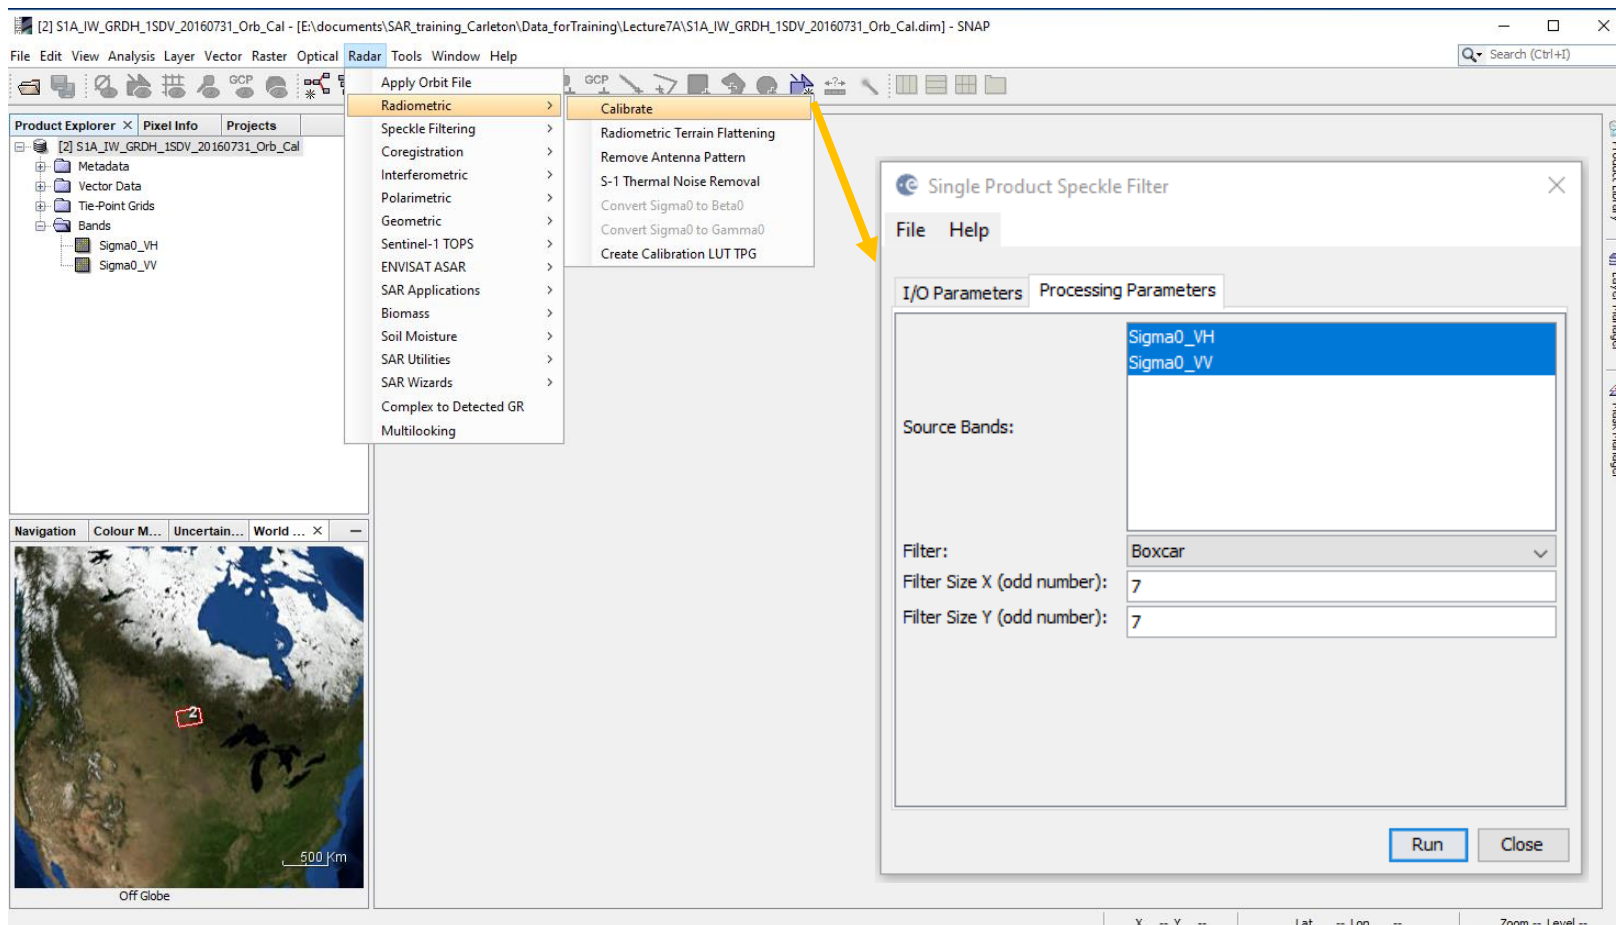 [2] S1A_IW_GRDH_1SDV_20160731_Orb_Cal - [E:\documents\SAR_training_Carleton\Data_forTraining\Lecture7A\S1A_IW_GRDH_1SDV_20160731_Orb_Cal.dim] - SNAP
File Edit View Analysis Layer Vector Raster Optical Radar Tools Window Help
Search (Ctrl+I)
GCP
GCP
Product Explorer
Pixel Info
Projects
[2] S1A_IW_GRDH_1SDV_20160731_Orb_Cal
Metadata
Vector Data
Tie-Point Grids
Bands
Sigma0_VH
Sigma0_VV
Apply Orbit File
Radiometric
Speckle Filtering
Coregistration
Interferometric
Polarimetric
Geometric
Sentinel-1 TOPS
ENVISAT ASAR
SAR Applications
Biomass
Soil Moisture
SAR Utilities
SAR Wizards
Complex to Detected GR
Multilooking
Calibrate
Radiometric Terrain Flattening
Remove Antenna Pattern
S-1 Thermal Noise Removal
Convert Sigma0 to Beta0
Convert Sigma0 to Gamma0
Create Calibration LUT TPG
Single Product Speckle Filter
File Help
I/O Parameters
Processing Parameters
Source Bands:
Sigma0_VH
Sigma0_VV
Filter:
Boxcar
Filter Size X (odd number):
7
Filter Size Y (odd number):
7
Run
Close
Navigation
Colour M...
Uncertain...
World ...
2
500 Km
Off Globe
X -- Y --
Lat -- Lon --
Zoom -- Level --